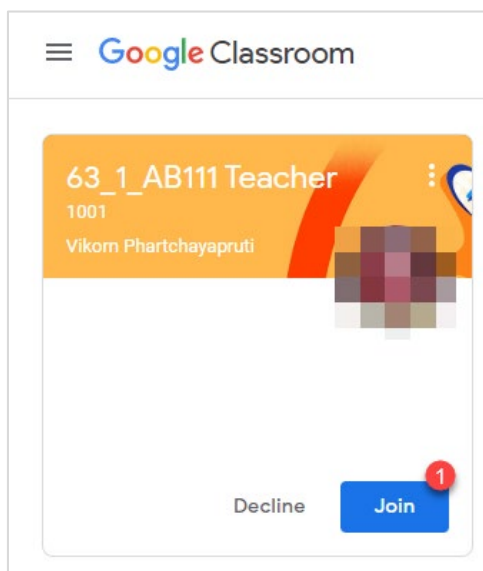 Google Classroom
63_1_AB111 Teacher
1001
Vikorn Phartchayapruti
Decline
Join
1